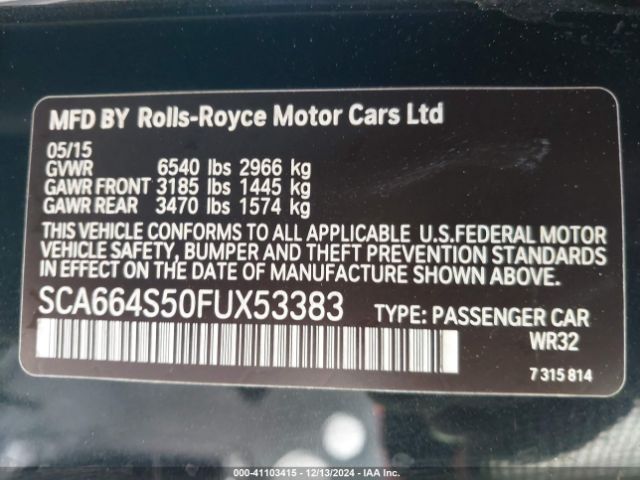 MFD BY Rolls-Royce Motor Cars Ltd
05/15
GVWR 6540 lbs 2966 kg
GAWR FRONT 3185 lbs 1445 kg
GAWR REAR 3470 lbs 1574 kg
THIS VEHICLE CONFORMS TO ALL APPLICABLE U.S.FEDERAL MOTOR
VEHICLE SAFETY, BUMPER AND THEFT PREVENTION STANDARDS
IN EFFECT ON THE DATE OF MANUFACTURE SHOWN ABOVE.
SCA664S50FUX53383 TYPE: PASSENGER CAR
WR32
7 315 814
000-41103415 - 12/13/2024 - IAA Inc.